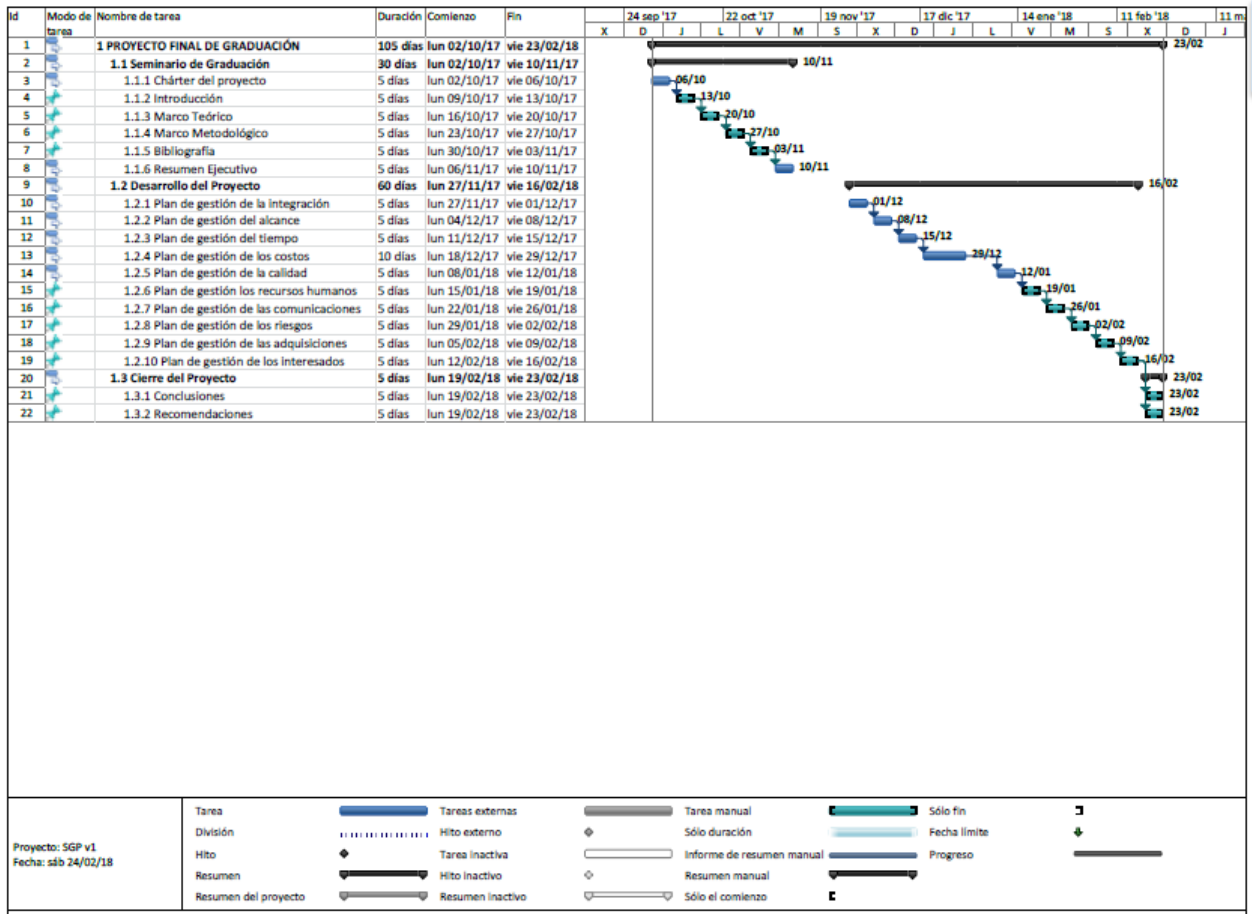 Id Modo de tarea Nombre de tarea Duración Comienzo Fin 24 sep '17 22 oct '17 19 nov '17 17 dic '17 14 ene '18 11 feb '18 11 m
X D J L V M S X D J L V M S X D J
1 1 PROYECTO FINAL DE GRADUACIÓN 105 días lun 02/10/17 vie 23/02/18 23/02
2 1.1 Seminario de Graduación 30 días lun 02/10/17 vie 10/11/17 10/11
3 1.1.1 Chárter del proyecto 5 días lun 02/10/17 vie 06/10/17 06/10
4 1.1.2 Introducción 5 días lun 09/10/17 vie 13/10/17 13/10
5 1.1.3 Marco Teórico 5 días lun 16/10/17 vie 20/10/17 20/10
6 1.1.4 Marco Metodológico 5 días lun 23/10/17 vie 27/10/17 27/10
7 1.1.5 Bibliografía 5 días lun 30/10/17 vie 03/11/17 03/11
8 1.1.6 Resumen Ejecutivo 5 días lun 06/11/17 vie 10/11/17 10/11
9 1.2 Desarrollo del Proyecto 60 días lun 27/11/17 vie 16/02/18 16/02
10 1.2.1 Plan de gestión de la integración 5 días lun 27/11/17 vie 01/12/17 01/12
11 1.2.2 Plan de gestión del alcance 5 días lun 04/12/17 vie 08/12/17 08/12
12 1.2.3 Plan de gestión del tiempo 5 días lun 11/12/17 vie 15/12/17 15/12
13 1.2.4 Plan de gestión de los costos 10 días lun 18/12/17 vie 29/12/17 29/12
14 1.2.5 Plan de gestión de la calidad 5 días lun 08/01/18 vie 12/01/18 12/01
15 1.2.6 Plan de gestión los recursos humanos 5 días lun 15/01/18 vie 19/01/18 19/01
16 1.2.7 Plan de gestión de las comunicaciones 5 días lun 22/01/18 vie 26/01/18 26/01
17 1.2.8 Plan de gestión de los riesgos 5 días lun 29/01/18 vie 02/02/18 02/02
18 1.2.9 Plan de gestión de las adquisiciones 5 días lun 05/02/18 vie 09/02/18 09/02
19 1.2.10 Plan de gestión de los interesados 5 días lun 12/02/18 vie 16/02/18 16/02
20 1.3 Cierre del Proyecto 5 días lun 19/02/18 vie 23/02/18 23/02
21 1.3.1 Conclusiones 5 días lun 19/02/18 vie 23/02/18 23/02
22 1.3.2 Recomendaciones 5 días lun 19/02/18 vie 23/02/18 23/02
Proyecto: SGP v1
Fecha: sáb 24/02/18
Tarea Tareas externas Tarea manual Sólo fin
División Hito externo Sólo duración Fecha límite
Hito Tarea inactiva Informe de resumen manual Progreso
Resumen Hito inactivo Resumen manual
Resumen del proyecto Resumen inactivo Sólo el comienzo